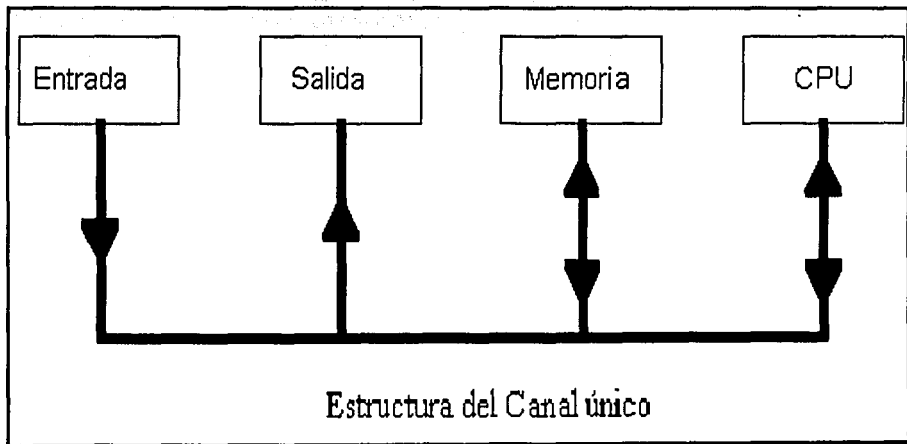 Entrada
Salida
Memoria
CPU
Estructura del Canal único